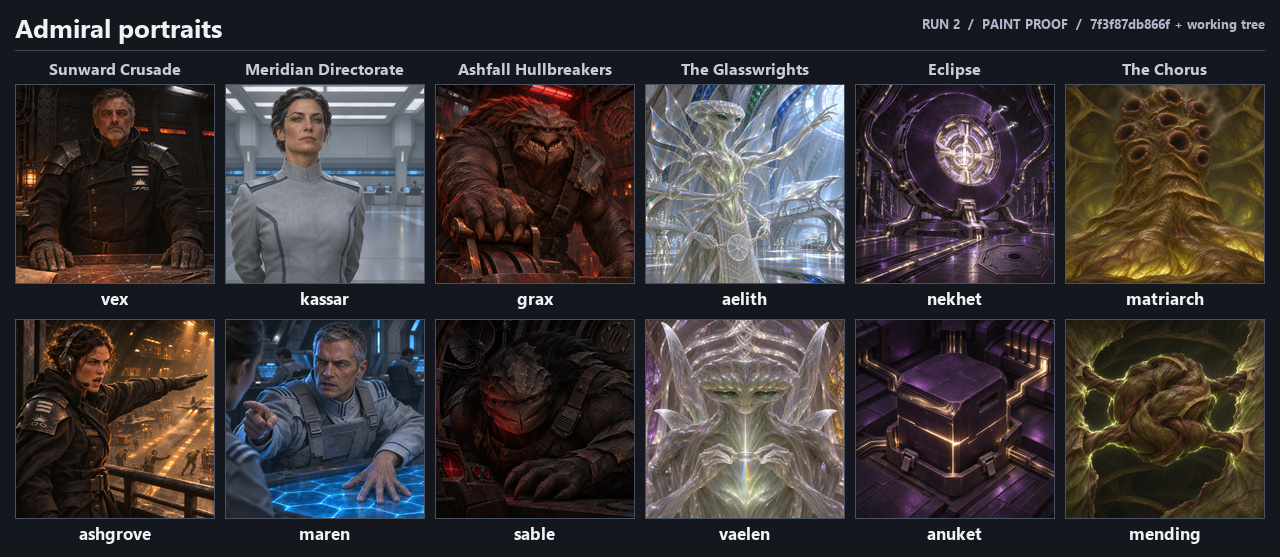 Admiral portraits
RUN 2 / PAINT PROOF / 7f3f87db866f + working tree
Sunward Crusade
Meridian Directorate
Ashfall Hullbreakers
The Glasswrights
Eclipse
The Chorus
vex
kassar
grax
aelith
nekhet
matriarch
ashgrove
maren
sable
vaelen
anuket
mending